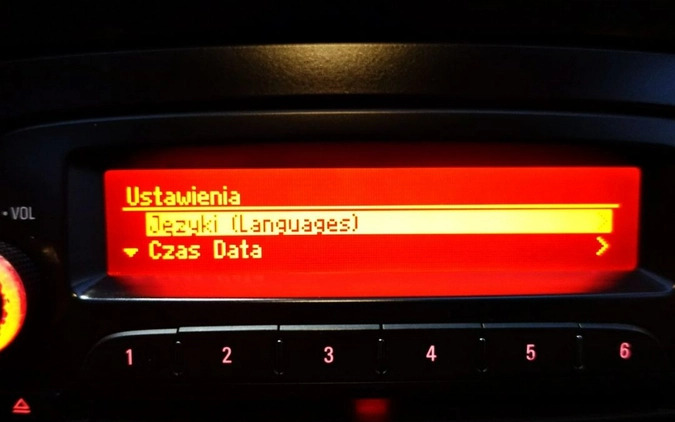 VOL
Ustawienia
Języki (Languages)
Czas Data
1 2 3 4 5 6